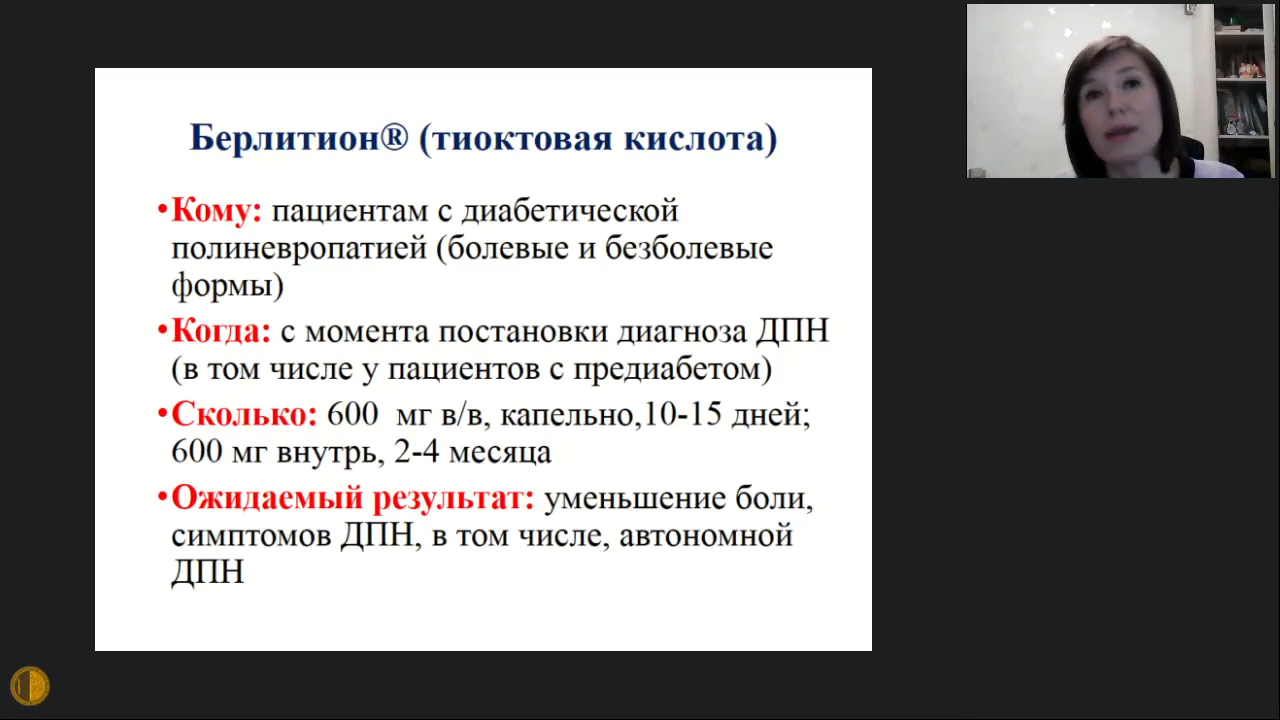 Берлитион® (тиоктовая кислота)
•Кому: пациентам с диабетической
полиневропатией (болевые и безболевые
формы)
•Когда: с момента постановки диагноза ДПН
(в том числе у пациентов с предиабетом)
•Сколько: 600 мг в/в, капельно,10-15 дней;
600 мг внутрь, 2-4 месяца
•Ожидаемый результат: уменьшение боли,
симптомов ДПН, в том числе, автономной
ДПН